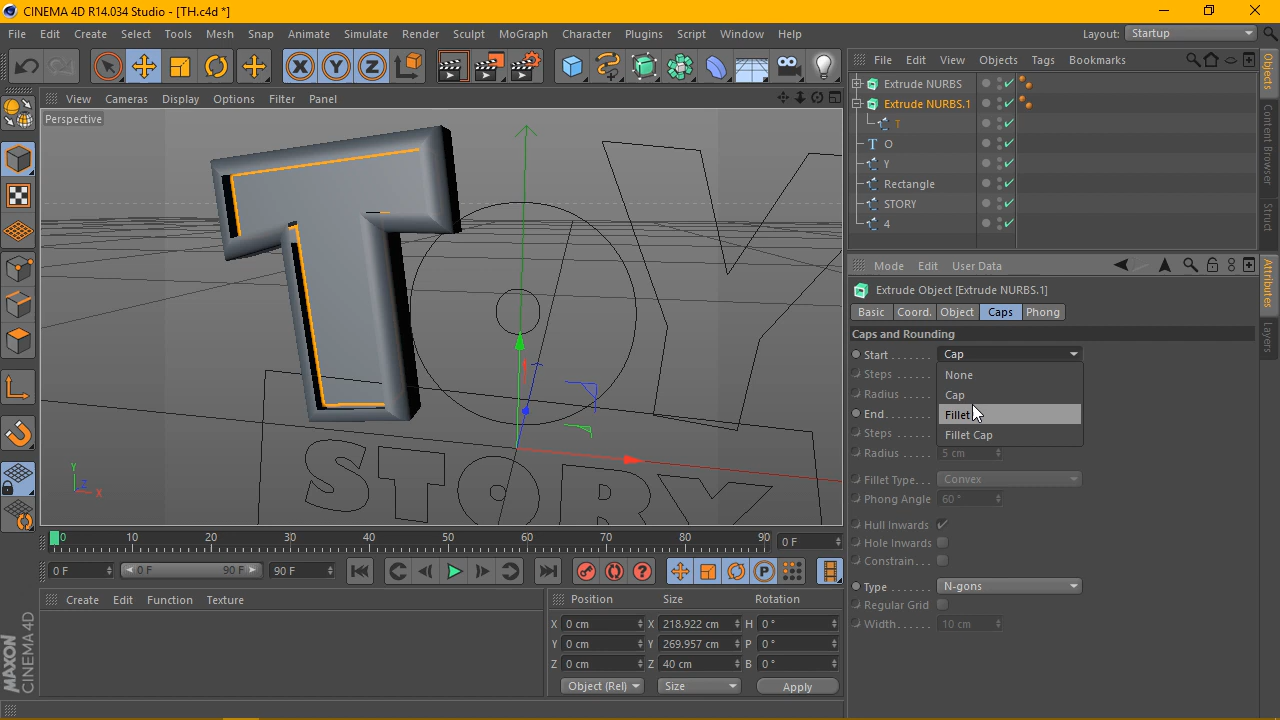 CINEMA 4D R14.034 Studio - [TH.c4d *]
File Edit Create Select Tools Mesh Snap Animate Simulate Render Sculpt MoGraph Character Plugins Script Window Help
Layout: Startup
View Cameras Display Options Filter Panel
Perspective
STORY
Y
Z
X
0 10 20 30 40 50 60 70 80 90 0 F
0 F 0 F 90 F 90 F
Create Edit Function Texture
Position Size Rotation
X 0 cm X 218.922 cm H 0 °
Y 0 cm Y 269.957 cm P 0 °
Z 0 cm Z 40 cm B 0 °
Object (Rel) Size Apply
MAXON
CINEMA 4D
File Edit View Objects Tags Bookmarks
Extrude NURBS
Extrude NURBS.1
T
O
Y
Rectangle
STORY
4
Objects
Content Browser
Structure
Attributes
Layers
Mode Edit User Data
Extrude Object [Extrude NURBS.1]
Basic Coord. Object Caps Phong
Caps and Rounding
Start....... Cap
None
Cap
Fillet
Fillet Cap
Steps ......
Radius .....
End........
Steps ......
Radius ..... 5 cm
Fillet Type... Convex
Phong Angle 60 °
Hull Inwards
Hole Inwards
Constrain...
Type ....... N-gons
Regular Grid
Width...... 10 cm